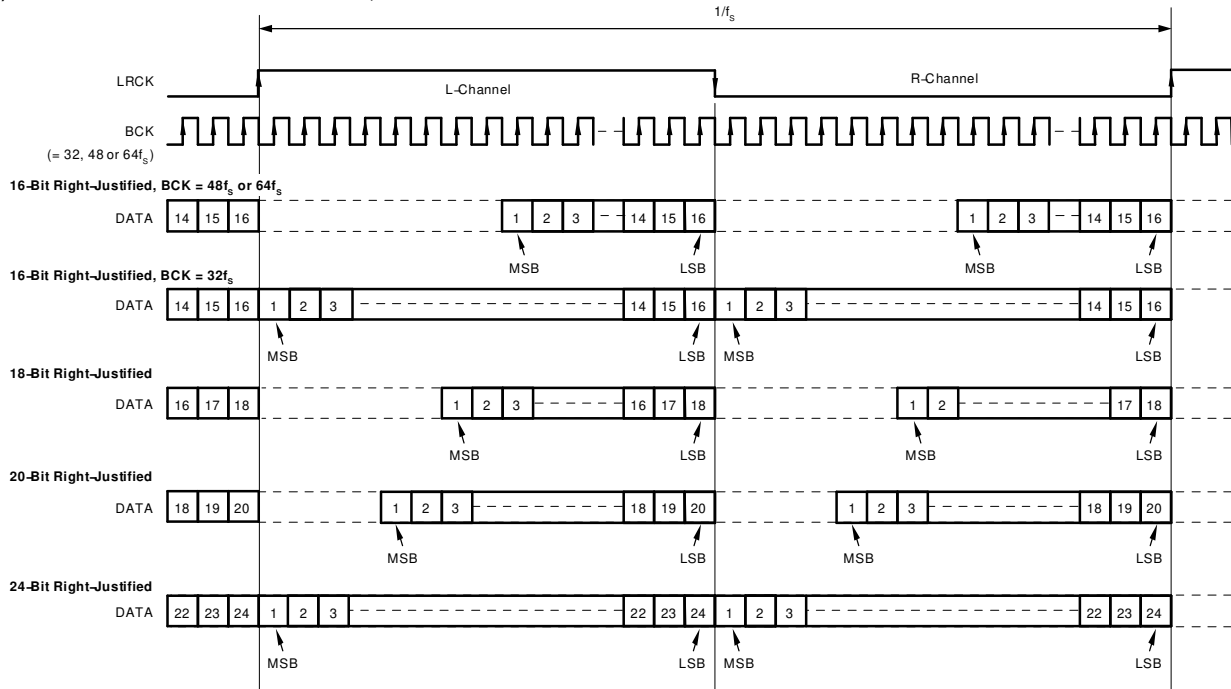 1/fS
LRCK
L–Channel
R–Channel
BCK
(= 32, 48 or 64fS)
16–Bit Right–Justified, BCK = 48fS or 64fS
DATA 14 15 16 1 2 3 14 15 16 1 2 3 14 15 16
MSB LSB MSB LSB
16–Bit Right–Justified, BCK = 32fS
DATA 14 15 16 1 2 3 14 15 16 1 2 3 14 15 16
MSB LSB MSB LSB
18–Bit Right–Justified
DATA 16 17 18 1 2 3 16 17 18 1 2 17 18
MSB LSB MSB LSB
20–Bit Right–Justified
DATA 18 19 20 1 2 3 18 19 20 1 2 3 18 19 20
MSB LSB MSB LSB
24–Bit Right–Justified
DATA 22 23 24 1 2 3 22 23 24 1 2 3 22 23 24
MSB LSB MSB LSB